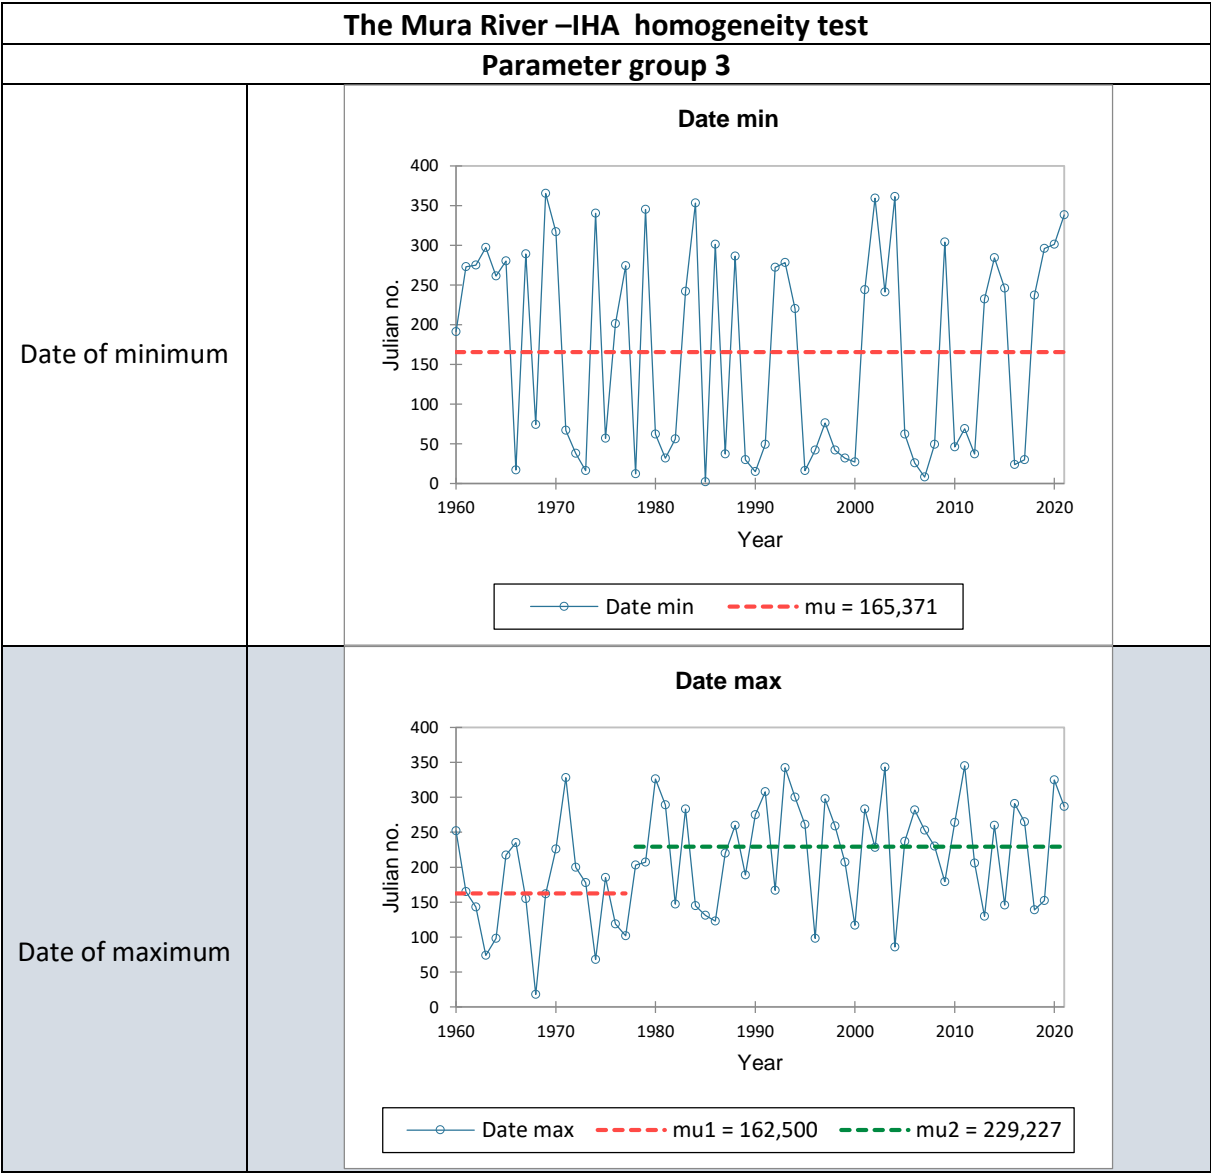 The Mura River –IHA  homogeneity test
Parameter group 3
Date of minimum
Date min
400
350
300
250
200
150
100
50
0
Julian no.
1960 1970 1980 1990 2000 2010 2020
Year
Date min mu = 165,371
Date of maximum
Date max
400
350
300
250
200
150
100
50
0
Julian no.
1960 1970 1980 1990 2000 2010 2020
Year
Date max mu1 = 162,500 mu2 = 229,227